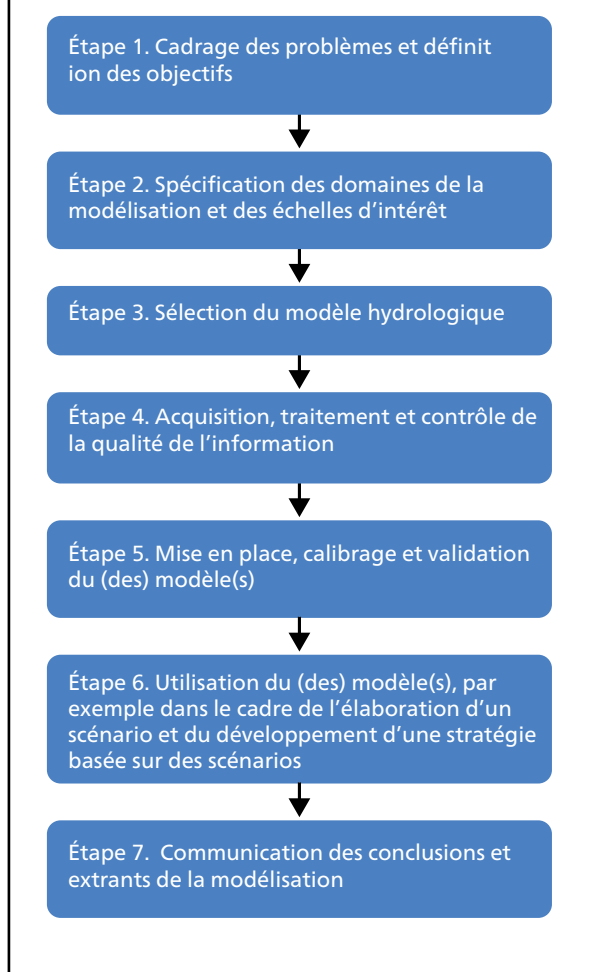 Étape 1. Cadrage des problèmes et définit
ion des objectifs
Étape 2. Spécification des domaines de la
modélisation et des échelles d’intérêt
Étape 3. Sélection du modèle hydrologique
Étape 4. Acquisition, traitement et contrôle de
la qualité de l’information
Étape 5. Mise en place, calibrage et validation
du (des) modèle(s)
Étape 6. Utilisation du (des) modèle(s), par
exemple dans le cadre de l’élaboration d’un
scénario et du développement d’une stratégie
basée sur des scénarios
Étape 7.  Communication des conclusions et
extrants de la modélisation